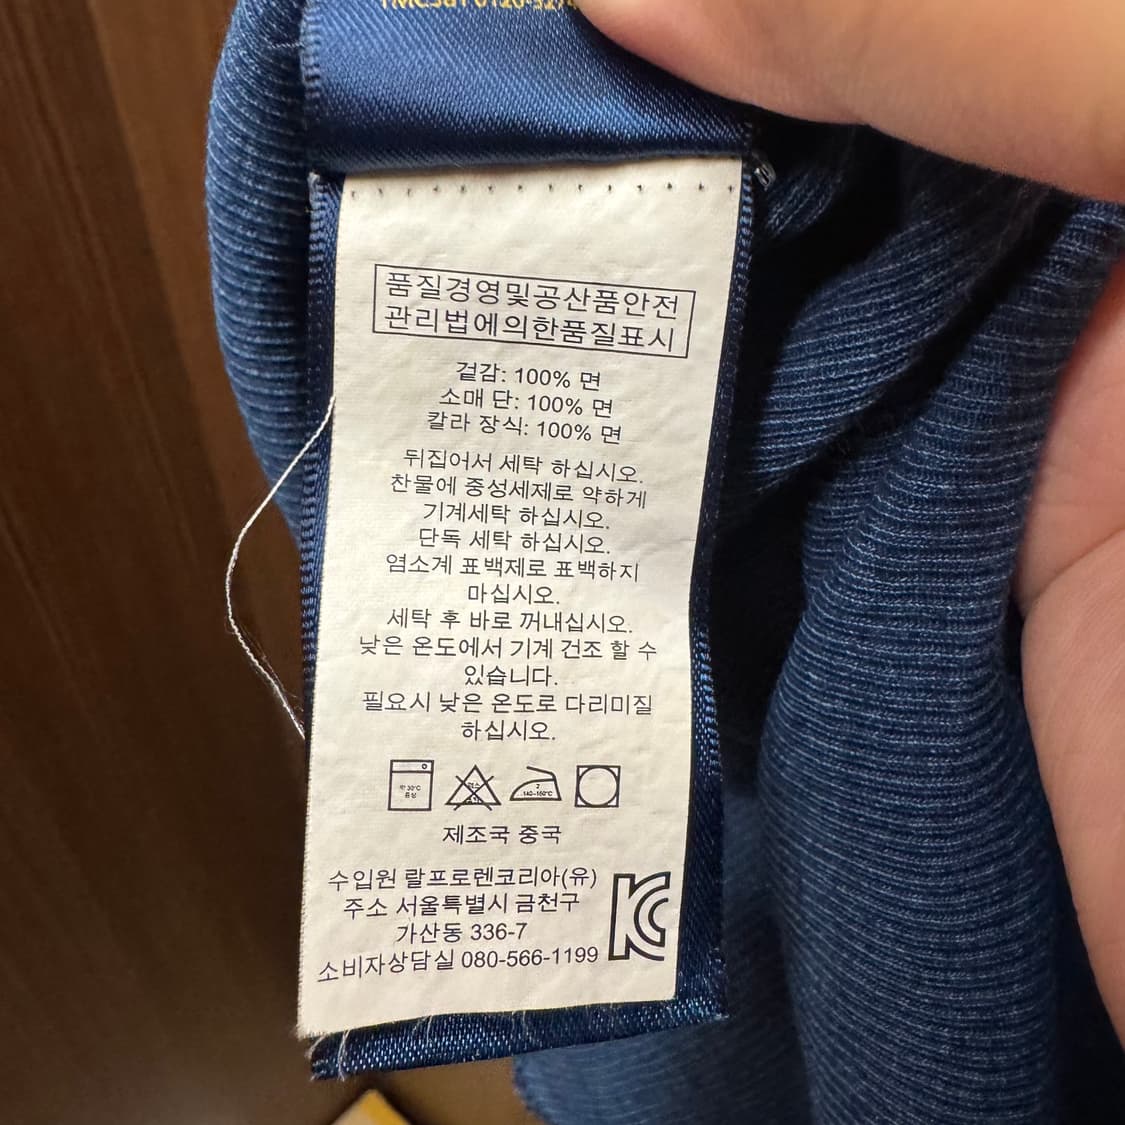 품질경영및공산품안전
관리법에의한품질표시
겉감: 100% 면
소매 단: 100% 면
칼라 장식: 100% 면
뒤집어서 세탁 하십시오.
찬물에 중성세제로 약하게
기계세탁 하십시오.
단독 세탁 하십시오.
염소계 표백제로 표백하지
마십시오.
세탁 후 바로 꺼내십시오.
낮은 온도에서 기계 건조 할 수
있습니다.
필요시 낮은 온도로 다리미질
하십시오.
약 30°C
중성
2
140~160°C
제조국 중국
수입원 랄프로렌코리아(유)
주소 서울특별시 금천구
가산동 336-7
소비자상담실 080-566-1199
KC